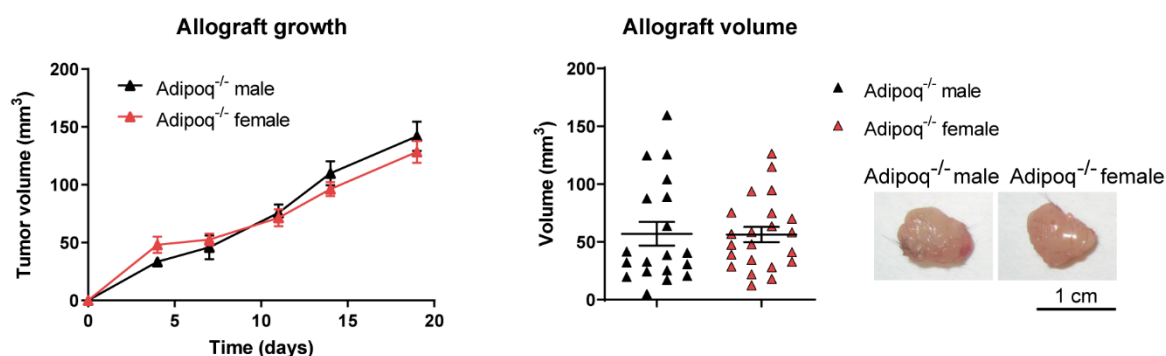 Allograft growth
Tumor volume (mm³)
200
150
100
50
0
Adipoq⁻/⁻ male
Adipoq⁻/⁻ female
0 5 10 15 20
Time (days)
Allograft volume
Volume (mm³)
200
150
100
50
0
Adipoq⁻/⁻ male
Adipoq⁻/⁻ female
Adipoq⁻/⁻ male Adipoq⁻/⁻ female
1 cm